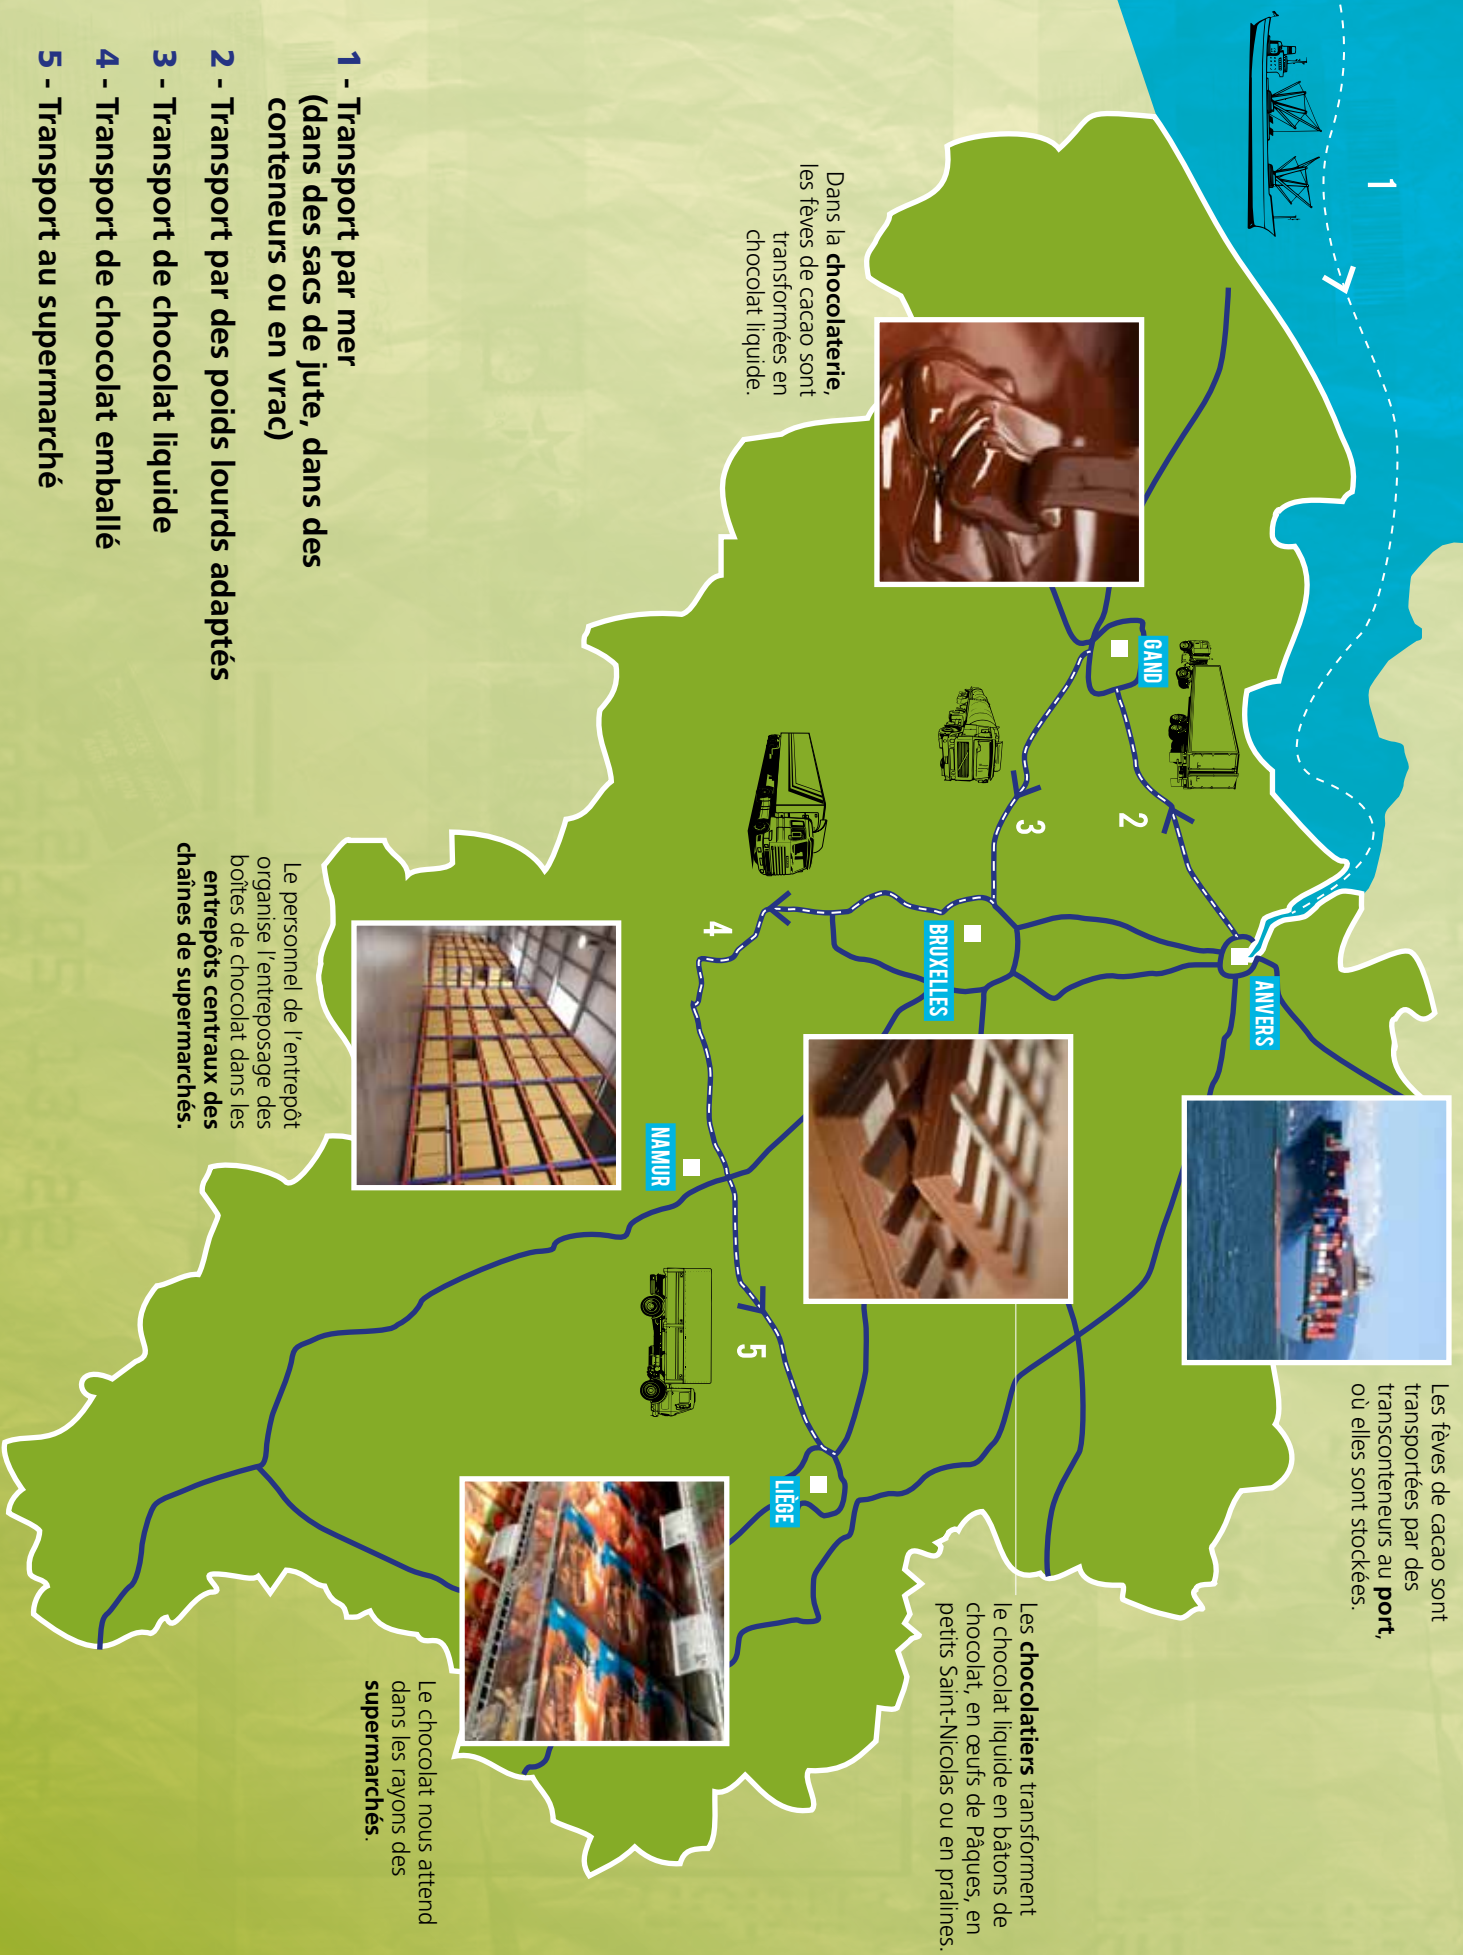 1
Les fèves de cacao sont
transportées par des
transconteneurs au port,
où elles sont stockées.
ANVERS
GAND
2
3
Dans la chocolaterie,
les fèves de cacao sont
transformées en
chocolat liquide.
BRUXELLES
Les chocolatiers transforment
le chocolat liquide en bâtons de
chocolat, en œufs de Pâques, en
petits Saint-Nicolas ou en pralines.
4
5
LIÈGE
NAMUR
Le chocolat nous attend
dans les rayons des
supermarchés.
Le personnel de l'entrepôt
organise l'entreposage des
boîtes de chocolat dans les
entrepôts centraux des
chaînes de supermarchés.
1 - Transport par mer
(dans des sacs de jute, dans des
conteneurs ou en vrac)
2 - Transport par des poids lourds adaptés
3 - Transport de chocolat liquide
4 - Transport de chocolat emballé
5 - Transport au supermarché